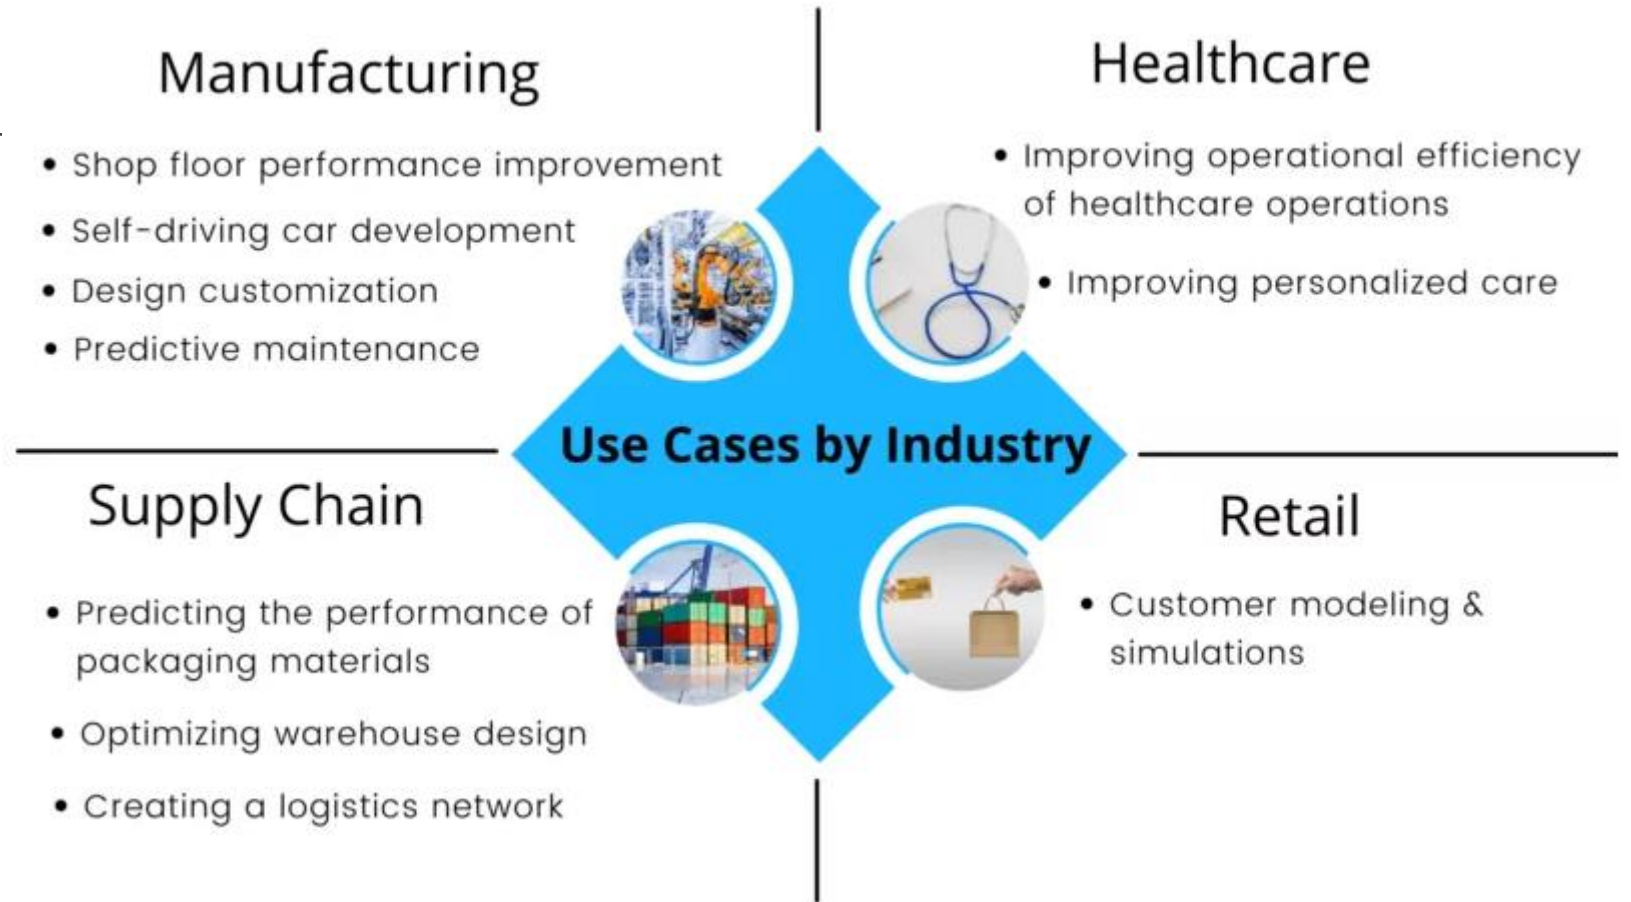 Manufacturing
• Shop floor performance improvement
• Self-driving car development
• Design customization
• Predictive maintenance
Healthcare
• Improving operational efficiency
of healthcare operations
• Improving personalized care
Use Cases by Industry
Supply Chain
• Predicting the performance of
packaging materials
• Optimizing warehouse design
• Creating a logistics network
Retail
• Customer modeling &
simulations